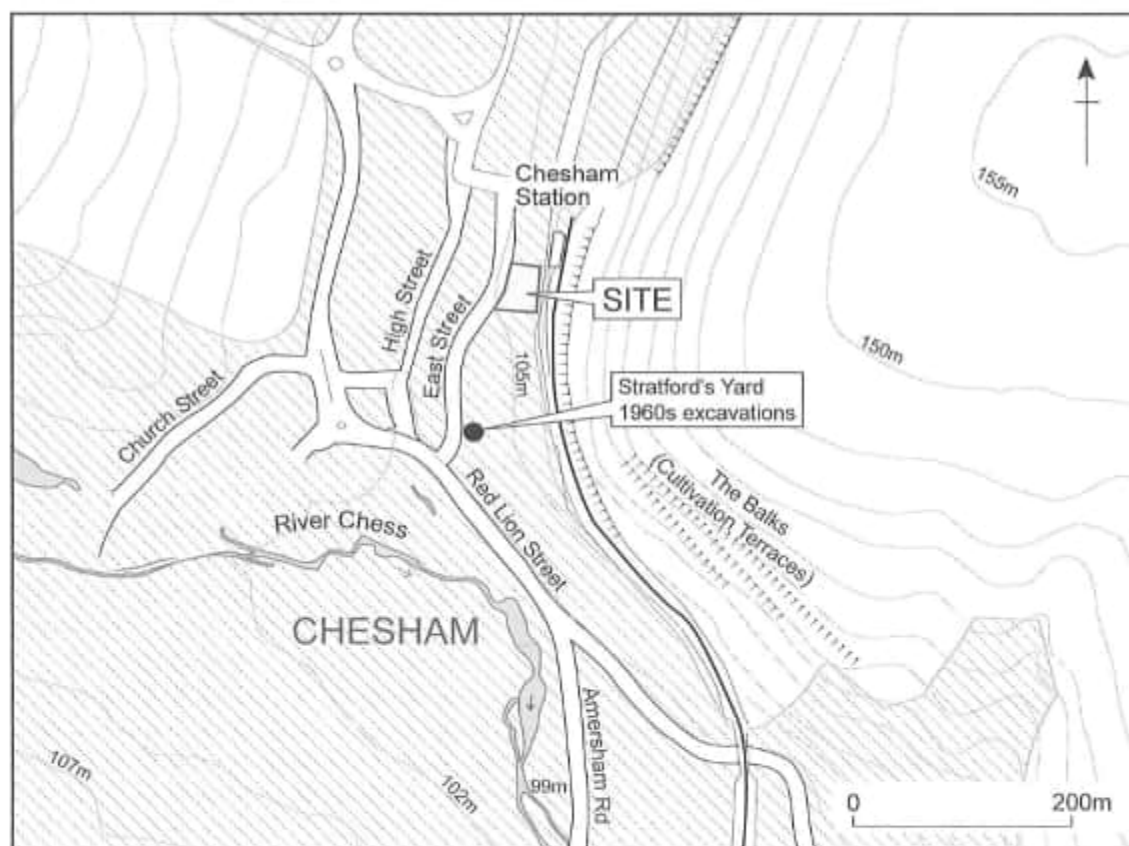 155m
Chesham
Station
SITE
High Street
East Street
150m
105m
Stratford's Yard
1960s excavations
Church Street
The Balks
(Cultivation Terraces)
Red Lion Street
River Chess
CHESHAM
Amersham Rd
107m
102m
99m
0 200m